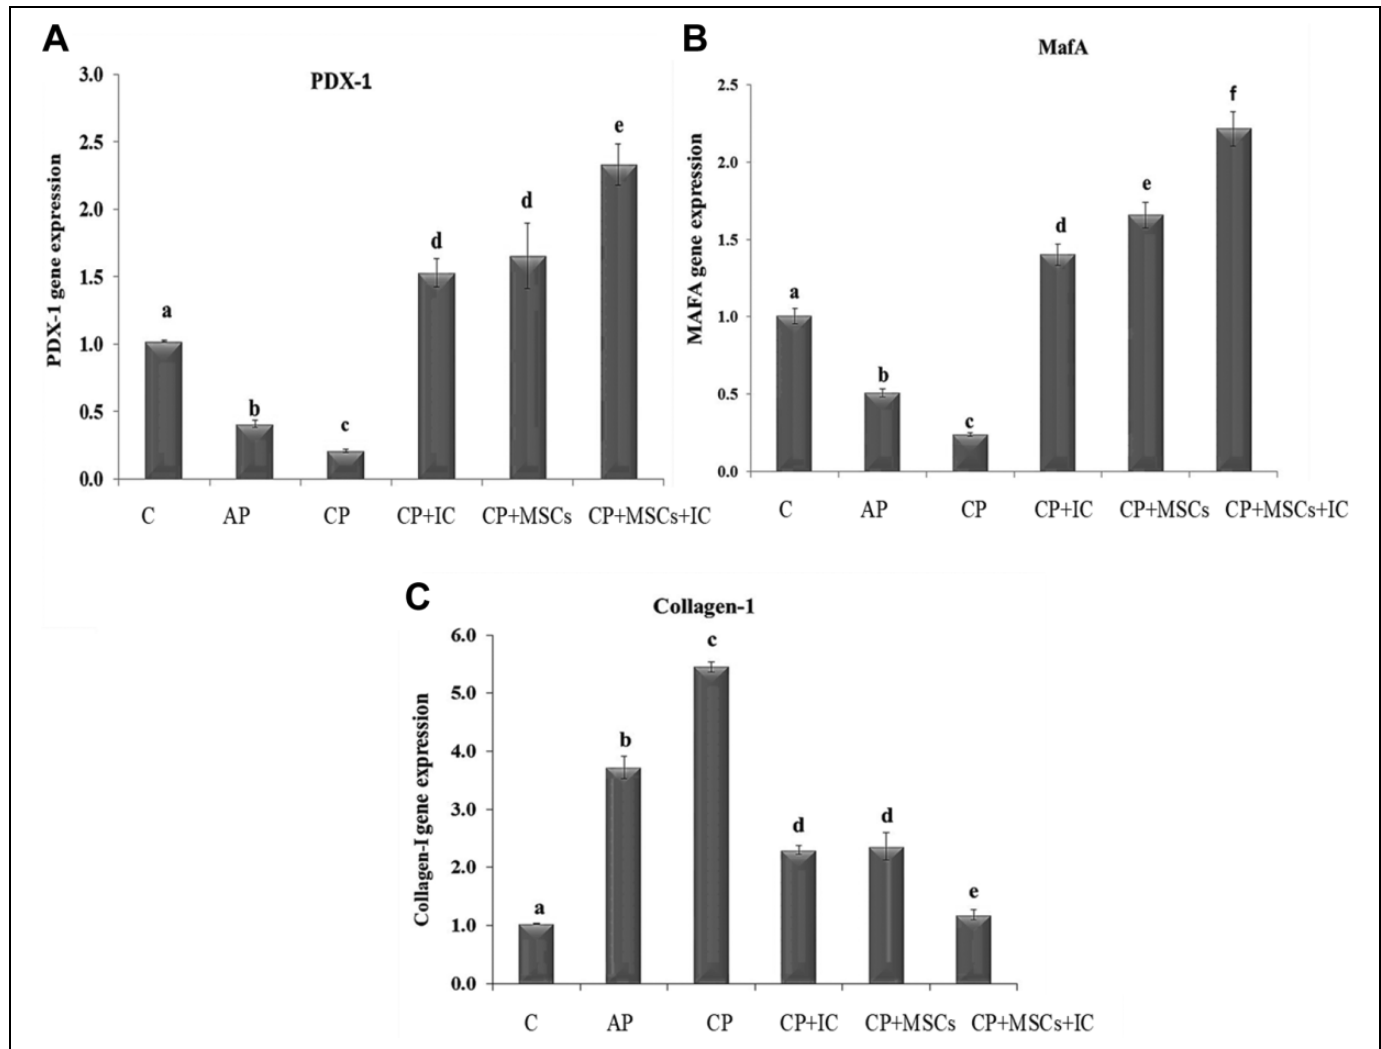 A
PDX-1
PDX-1 gene expression
3.0
2.5
2.0
1.5
1.0
0.5
0.0
a
b
c
d
d
e
C AP CP CP+IC CP+MSCs CP+MSCs+IC
B
MafA
MAFA gene expression
2.5
2.0
1.5
1.0
0.5
0.0
a
b
c
d
e
f
C AP CP CP+IC CP+MSCs CP+MSCs+IC
C
Collagen-1
Collagen-I gene expression
6.0
5.0
4.0
3.0
2.0
1.0
0.0
a
b
c
d
d
e
C AP CP CP+IC CP+MSCs CP+MSCs+IC